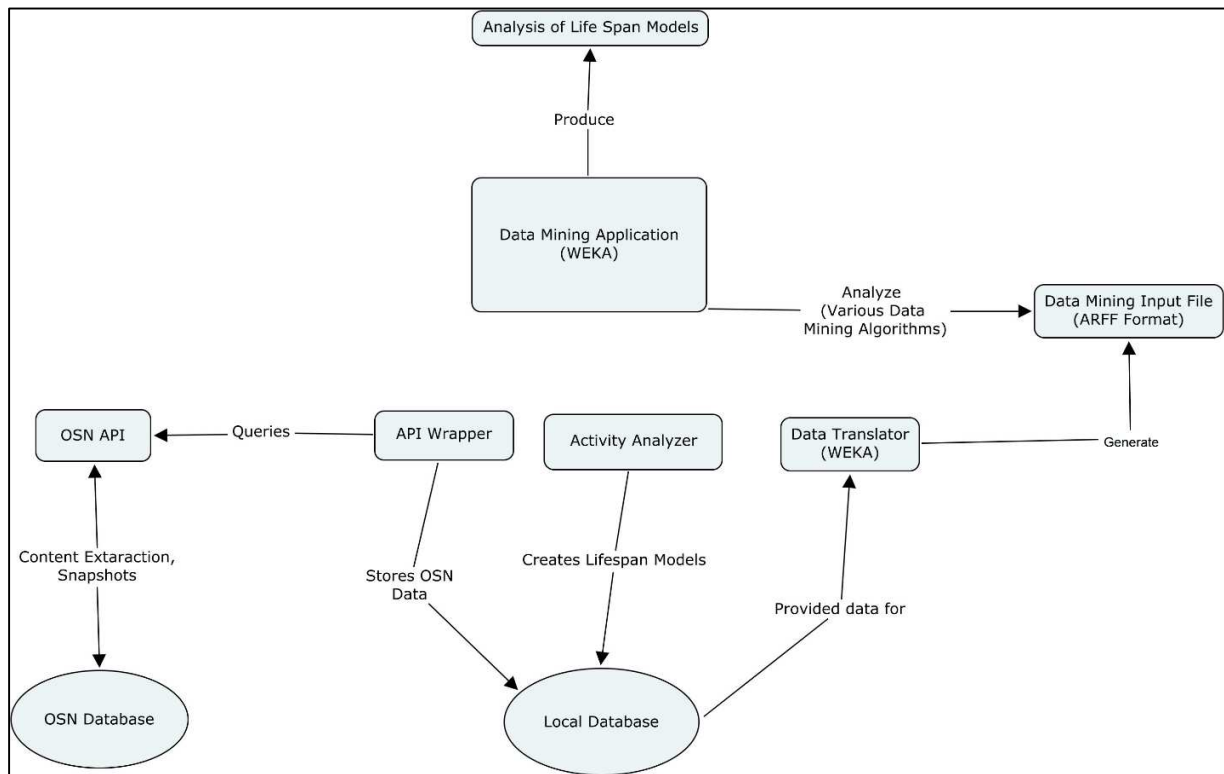 Analysis of Life Span Models
Produce
Data Mining Application
(WEKA)
Analyze
(Various Data
Mining Algorithms)
Data Mining Input File
(ARFF Format)
OSN API
Queries
API Wrapper
Activity Analyzer
Data Translator
(WEKA)
Generate
Content Extaraction,
Snapshots
Stores OSN
Data
Creates Lifespan Models
Provided data for
OSN Database
Local Database